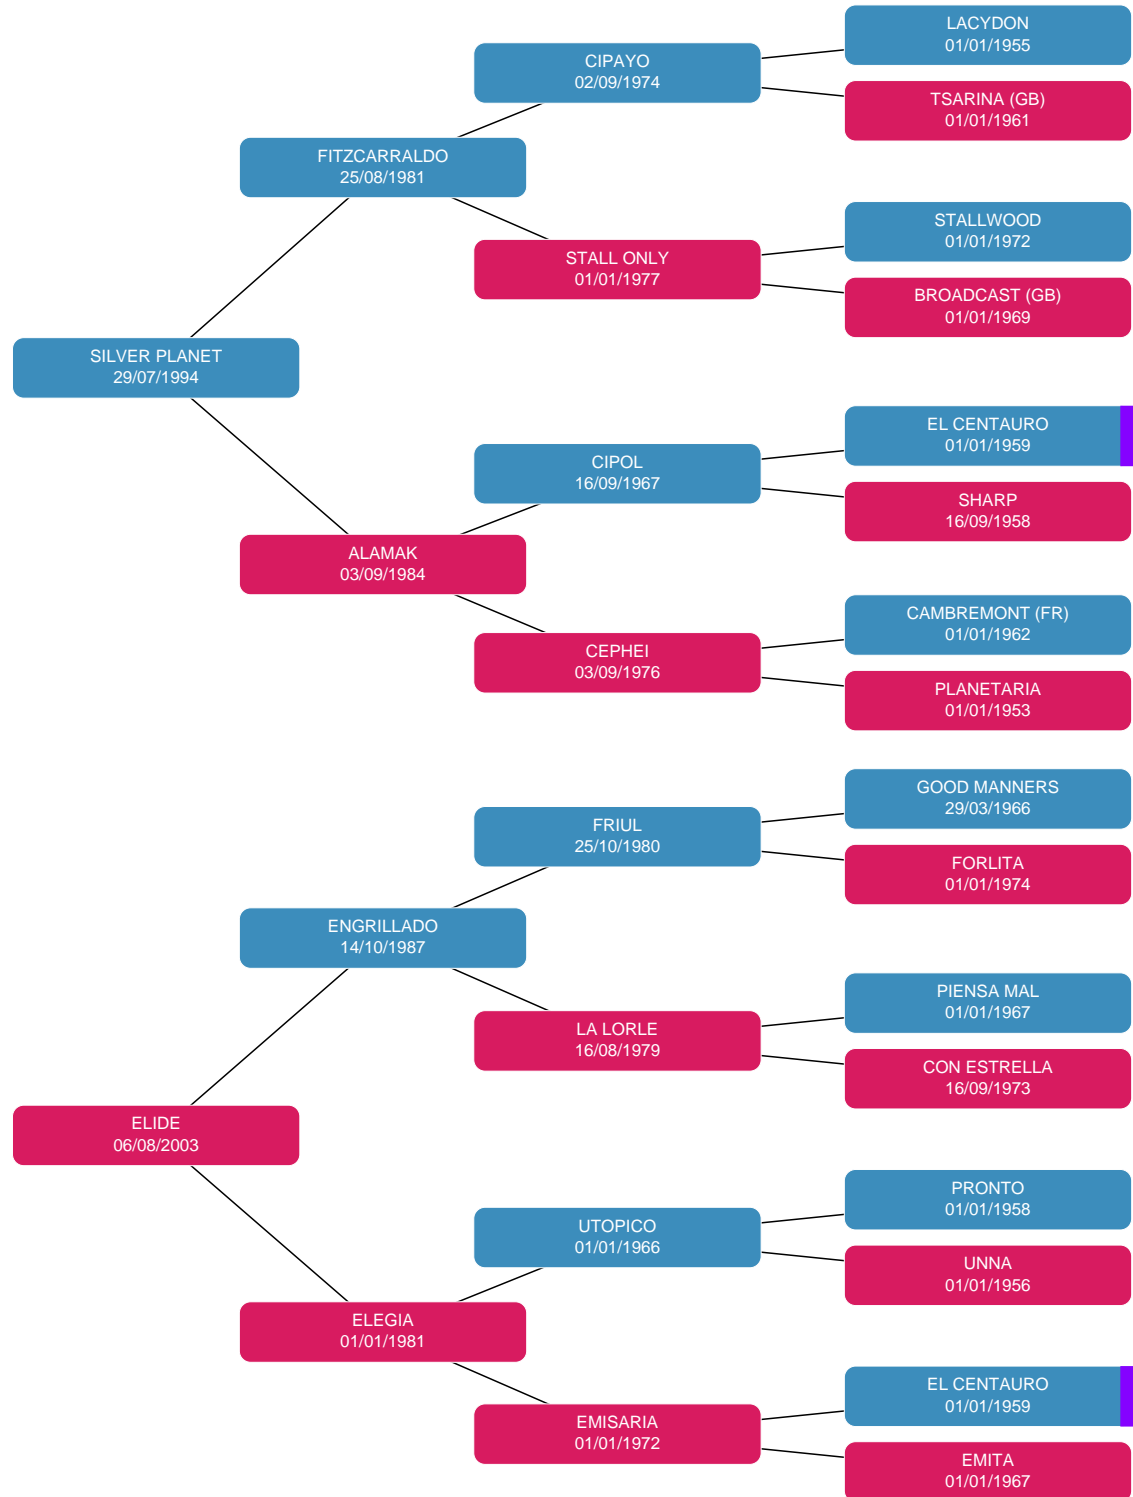 LACYDON
01/01/1955
CIPAYO
02/09/1974
TSARINA (GB)
01/01/1961
FITZCARRALDO
25/08/1981
STALLWOOD
01/01/1972
STALL ONLY
01/01/1977
BROADCAST (GB)
01/01/1969
SILVER PLANET
29/07/1994
EL CENTAURO
01/01/1959
CIPOL
16/09/1967
SHARP
16/09/1958
ALAMAK
03/09/1984
CAMBREMONT (FR)
01/01/1962
CEPHEI
03/09/1976
PLANETARIA
01/01/1953
GOOD MANNERS
29/03/1966
FRIUL
25/10/1980
FORLITA
01/01/1974
ENGRILLADO
14/10/1987
PIENSA MAL
01/01/1967
LA LORLE
16/08/1979
CON ESTRELLA
16/09/1973
ELIDE
06/08/2003
PRONTO
01/01/1958
UTOPICO
01/01/1966
UNNA
01/01/1956
ELEGIA
01/01/1981
EL CENTAURO
01/01/1959
EMISARIA
01/01/1972
EMITA
01/01/1967